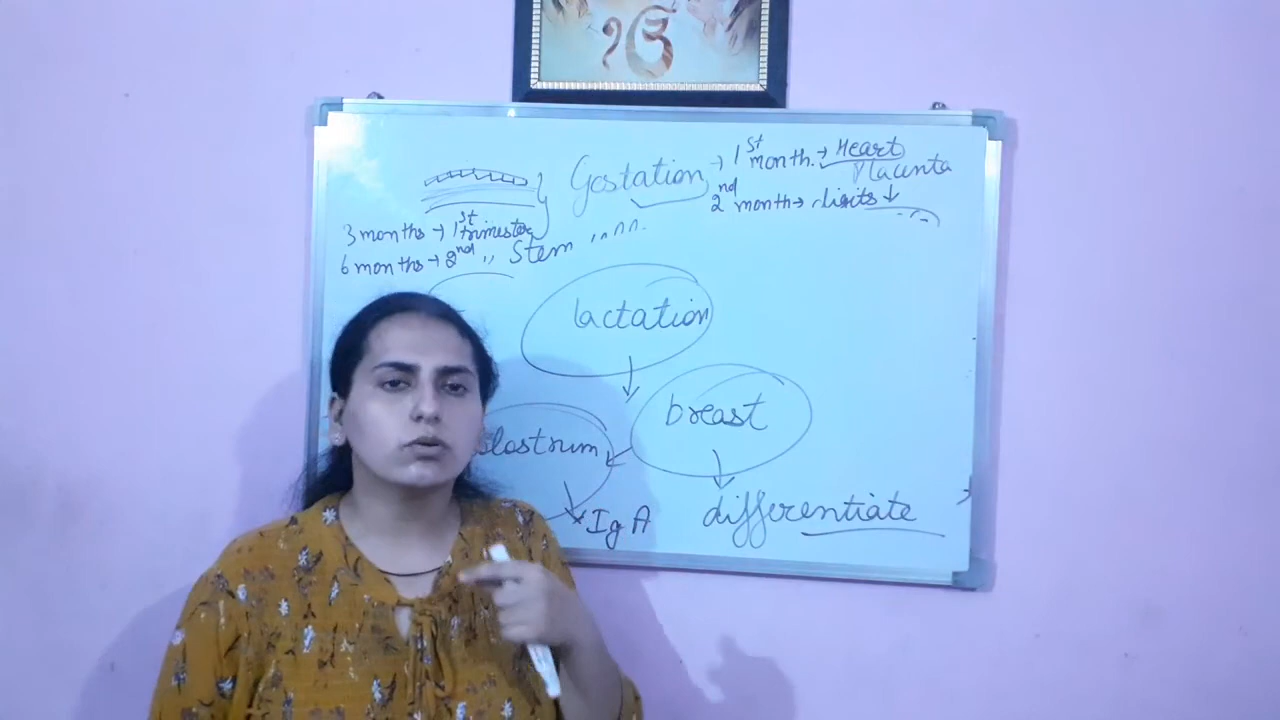 ੴ
Gestation → 1st month → Heart
Placenta
2nd month → digits ↓
3 months → 1st trimester
6 months → 2nd ,, Stem
lactation
breast
lostrum
IgA
differentiate